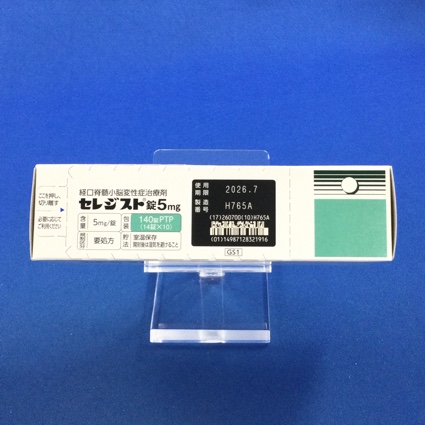 ここを押し、
切り離す
必要に応じて
ご利用ください
経口脊髄小脳変性症治療剤
セレジスト錠5mg
含量 5mg/錠
包装 140錠PTP
(14錠×10)
規制区分 要処方
貯法 室温保存
開封後は湿気を避けること
使用期限 2026.7
製造番号 H765A
(17)260700(10)H765A
(01)14987128321916
GS1